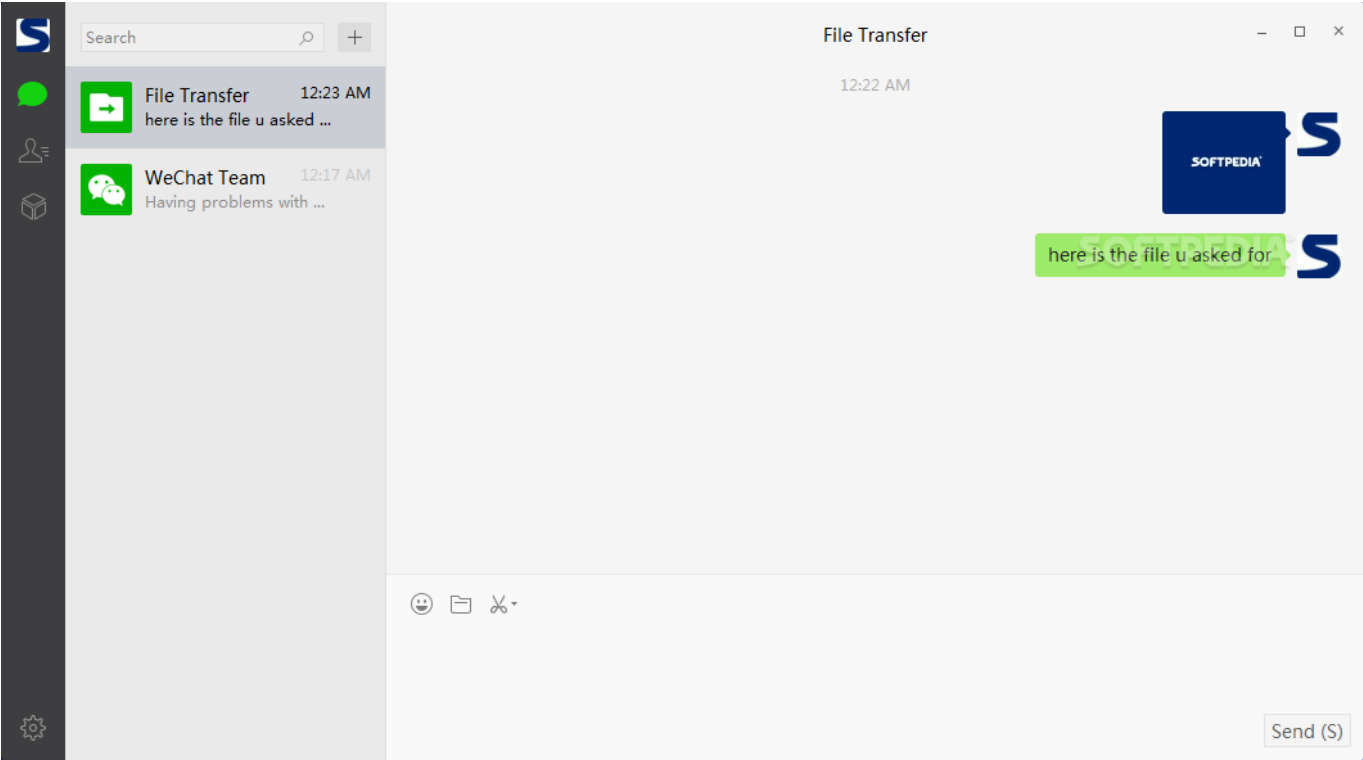 Search
File Transfer 12:23 AM
here is the file u asked ...
WeChat Team 12:17 AM
Having problems with ...
File Transfer
12:22 AM
SOFTPEDIA
here is the file u asked for
SOFTPEDIA
Send (S)